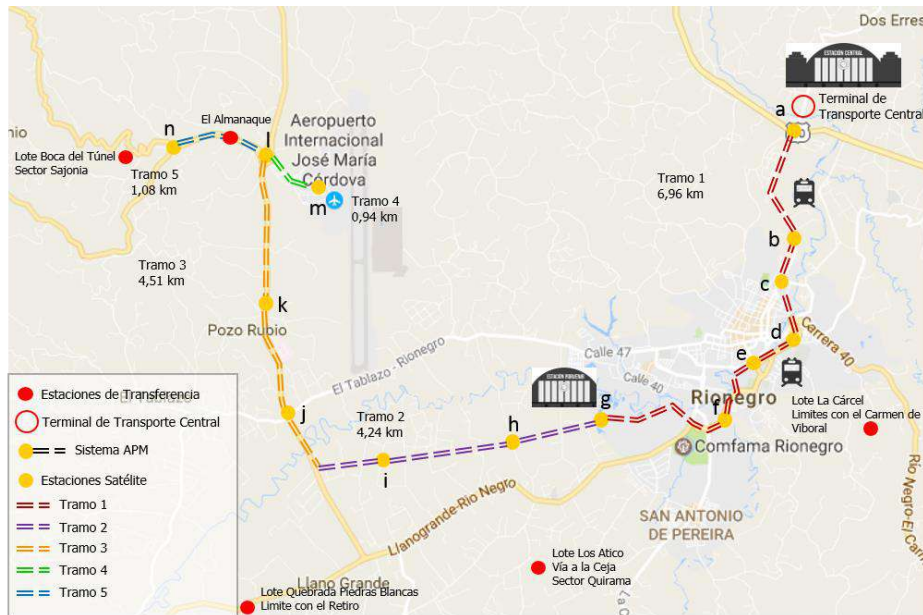 Dos Erres
ESTACIÓN CENTRAL
Terminal de
Transporte Central
a
n
El Almanaque
l
Aeropuerto
Internacional
José María
Córdova
m
Lote Boca del Túnel
Sector Sajonia
Tramo 5
1,08 km
Tramo 4
0,94 km
Tramo 1
6,96 km
b
Tramo 3
4,51 km
c
k
Pozo Rubio
d
Carrera 40
Calle 47
e
El Tablazo - Rionegro
Calle 40
Rionegro
g
f
j
Tramo 2
4,24 km
h
i
Lote La Cárcel
Limites con el Carmen de
Viboral
Comfama Rionegro
Estaciones de Transferencia
Terminal de Transporte Central
Sistema APM
Estaciones Satélite
Tramo 1
Tramo 2
Tramo 3
Tramo 4
Tramo 5
Llanogrande-Rio Negro
SAN ANTONIO
DE PEREIRA
Rio Negro-El Carm
Lote Los Atico
Vía a la Ceja
Sector Quirama
Llano Grande
Lote Quebrada Piedras Blancas
Limite con el Retiro